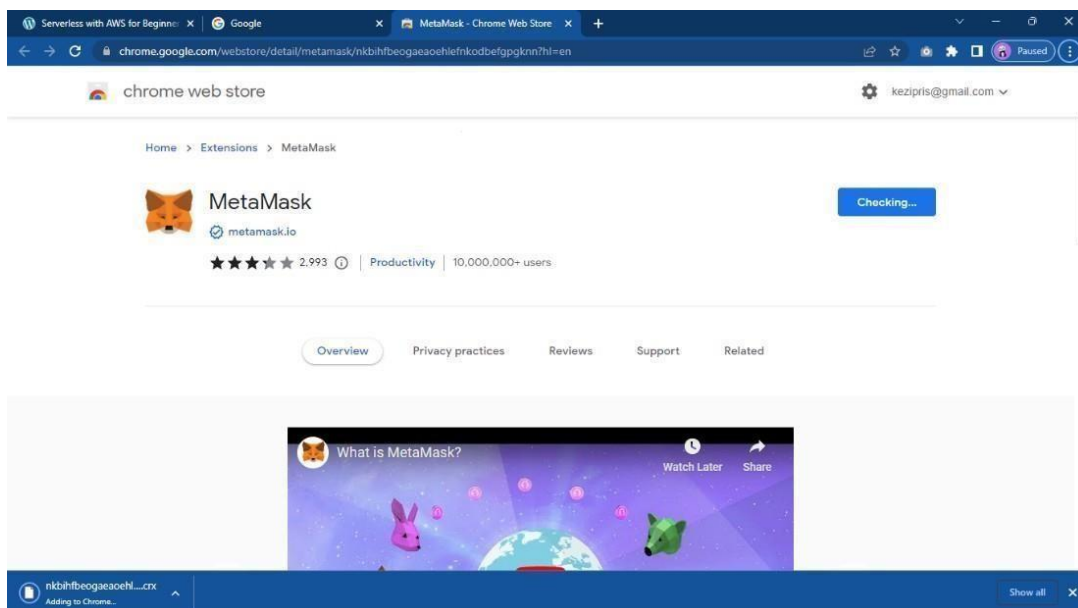 Serverless with AWS for Beginne
Google
MetaMask - Chrome Web Store
chrome.google.com/webstore/detail/metamask/nkbihfbeogaeaoehlefnkodbefgpgknn?hl=en
Paused
chrome web store
kezipris@gmail.com
Home > Extensions > MetaMask
MetaMask
Checking...
metamask.io
2,993
Productivity
10,000,000+ users
Overview
Privacy practices
Reviews
Support
Related
What is MetaMask?
Watch Later
Share
nkbihfbeogaeaoehl....crx
Adding to Chrome...
Show all